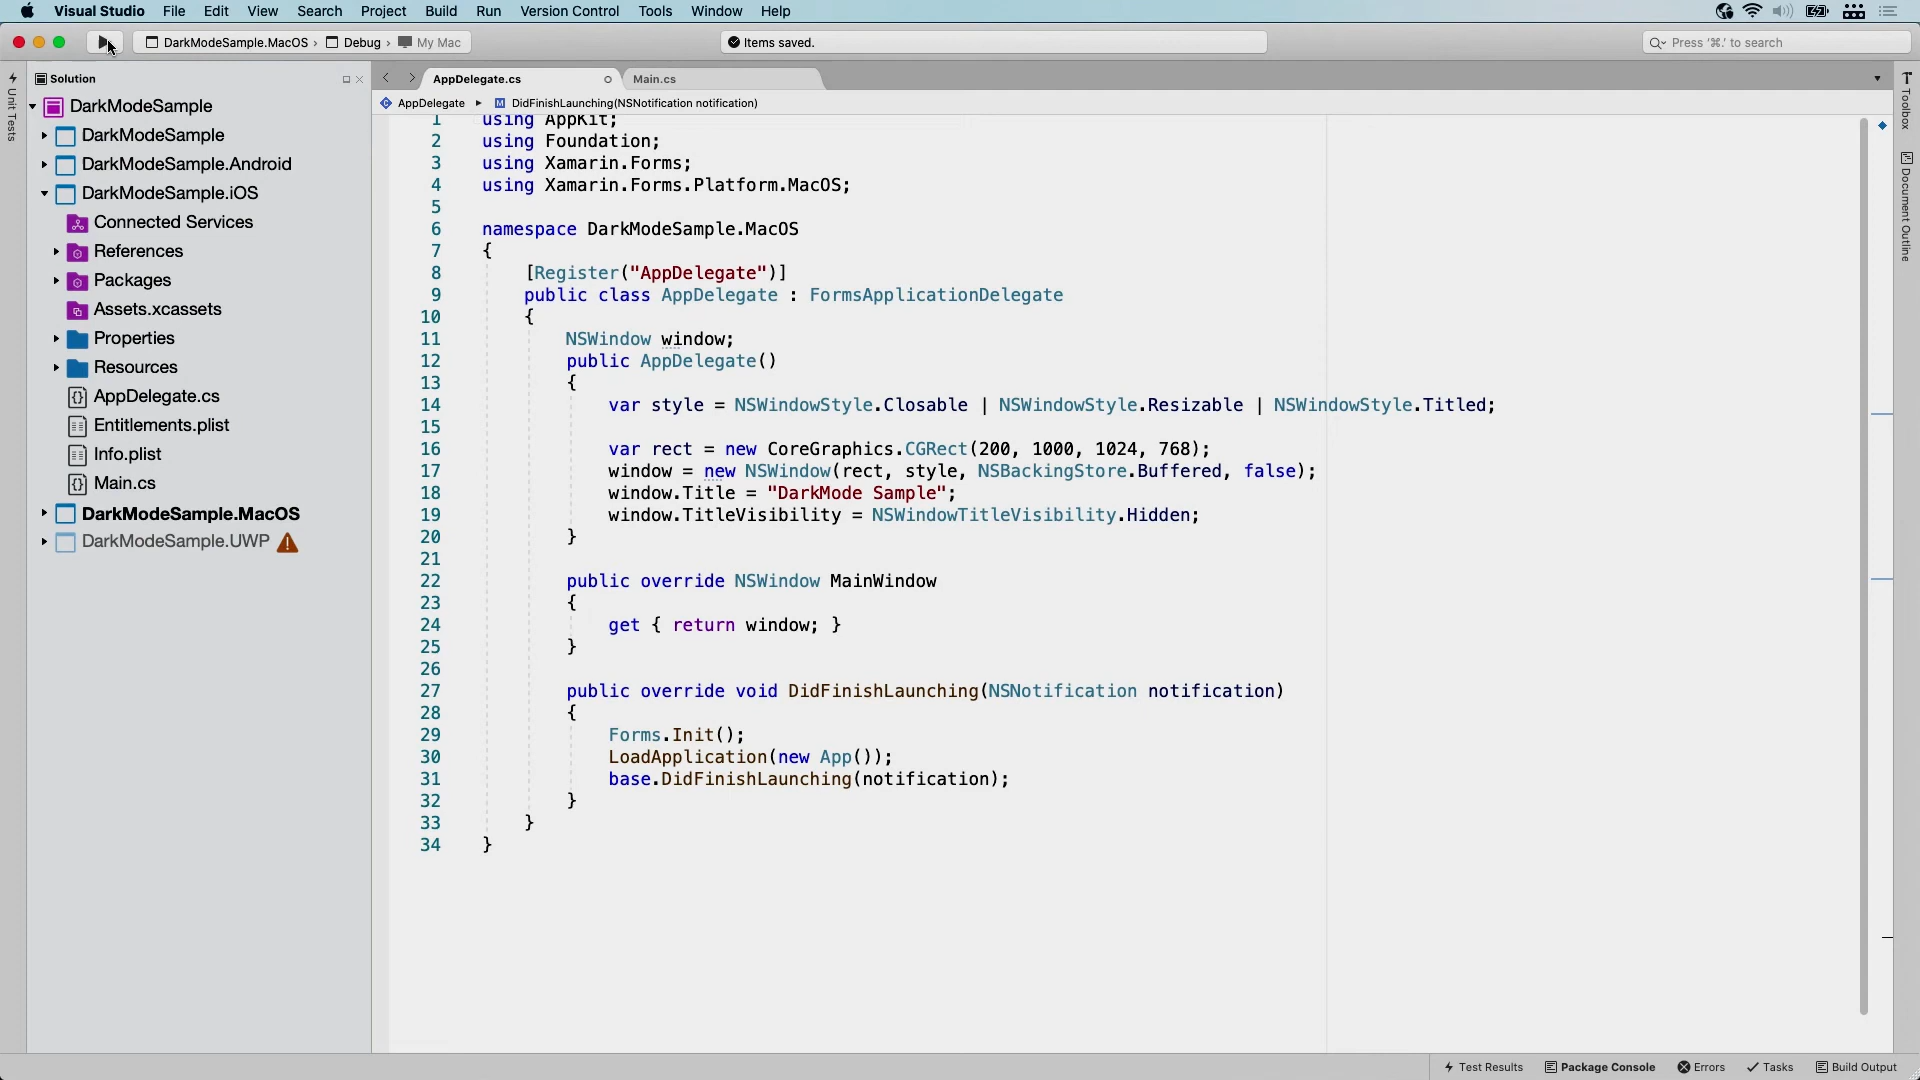 Visual Studio File Edit View Search Project Build Run Version Control Tools Window Help
DarkModeSample.MacOS › Debug › My Mac
Items saved.
Press ‘⌘.’ to search
Unit Tests
Solution
DarkModeSample
DarkModeSample
DarkModeSample.Android
DarkModeSample.iOS
Connected Services
References
Packages
Assets.xcassets
Properties
Resources
AppDelegate.cs
Entitlements.plist
Info.plist
Main.cs
DarkModeSample.MacOS
DarkModeSample.UWP
AppDelegate.cs
Main.cs
AppDelegate
DidFinishLaunching(NSNotification notification)
1 using AppKit;
2 using Foundation;
3 using Xamarin.Forms;
4 using Xamarin.Forms.Platform.MacOS;
5
6 namespace DarkModeSample.MacOS
7 {
8 [Register("AppDelegate")]
9 public class AppDelegate : FormsApplicationDelegate
10 {
11 NSWindow window;
12 public AppDelegate()
13 {
14 var style = NSWindowStyle.Closable | NSWindowStyle.Resizable | NSWindowStyle.Titled;
15
16 var rect = new CoreGraphics.CGRect(200, 1000, 1024, 768);
17 window = new NSWindow(rect, style, NSBackingStore.Buffered, false);
18 window.Title = "DarkMode Sample";
19 window.TitleVisibility = NSWindowTitleVisibility.Hidden;
20 }
21
22 public override NSWindow MainWindow
23 {
24 get { return window; }
25 }
26
27 public override void DidFinishLaunching(NSNotification notification)
28 {
29 Forms.Init();
30 LoadApplication(new App());
31 base.DidFinishLaunching(notification);
32 }
33 }
34 }
Toolbox
Document Outline
Test Results
Package Console
Errors
Tasks
Build Output